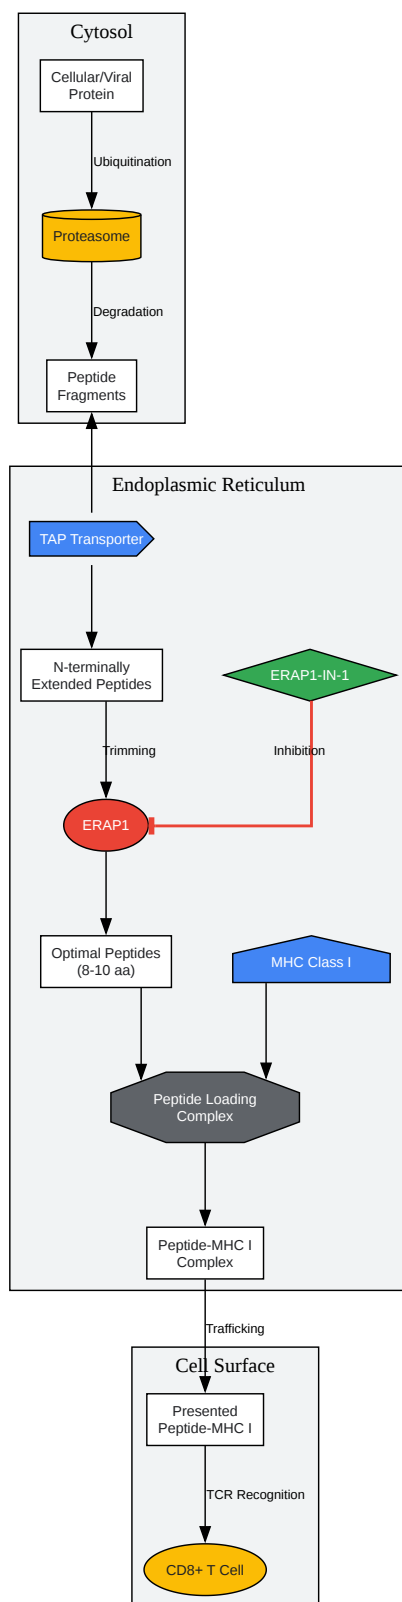 Cytosol
Cellular/Viral
Protein
Ubiquitination
Proteasome
Degradation
Peptide
Fragments
Endoplasmic Reticulum
TAP Transporter
N-terminally
Extended Peptides
ERAP1-IN-1
Trimming
Inhibition
ERAP1
Optimal Peptides
(8-10 aa)
MHC Class I
Peptide Loading
Complex
Peptide-MHC I
Complex
Trafficking
Cell Surface
Presented
Peptide-MHC I
TCR Recognition
CD8+ T Cell